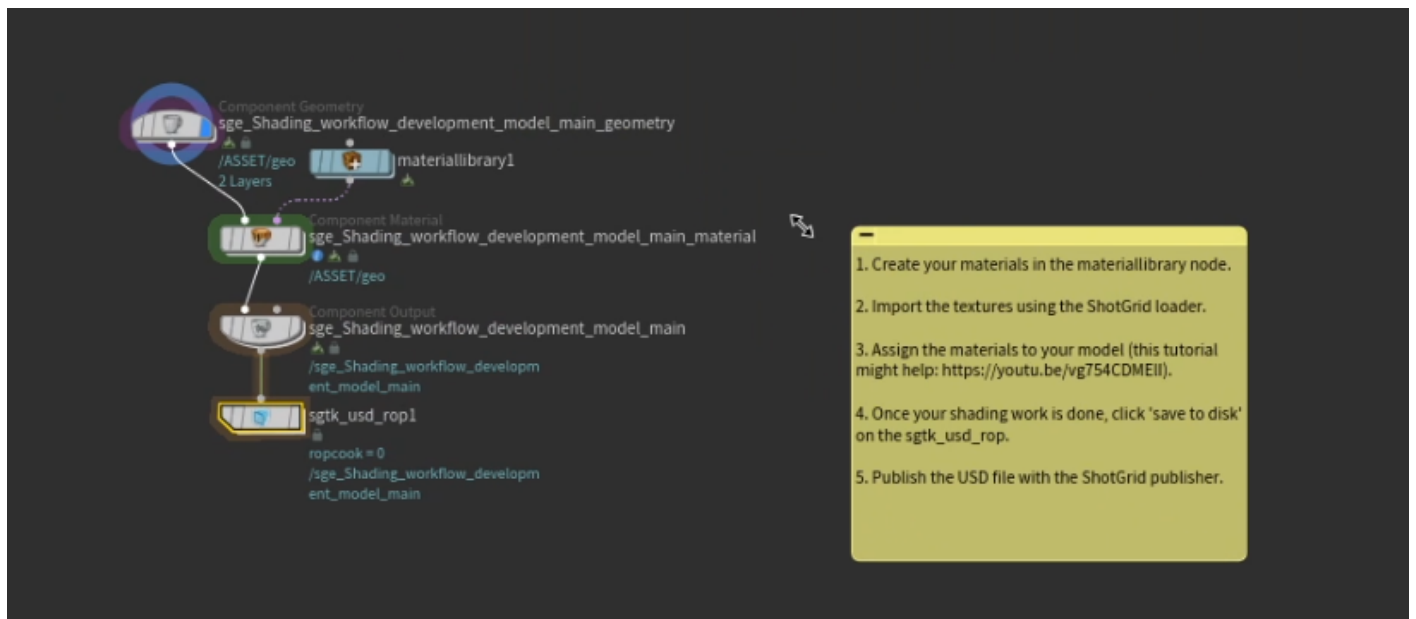 Component Geometry
sge_Shading_workflow_development_model_main_geometry
/ASSET/geo
2 Layers
materiallibrary1
Component Material
sge_Shading_workflow_development_model_main_material
/ASSET/geo
Component Output
sge_Shading_workflow_development_model_main
/sge_Shading_workflow_developm
ent_model_main
sgtk_usd_rop1
ropcook = 0
/sge_Shading_workflow_developm
ent_model_main
1. Create your materials in the materiallibrary node.
2. Import the textures using the ShotGrid loader.
3. Assign the materials to your model (this tutorial
might help: https://youtu.be/vg754CDMEII).
4. Once your shading work is done, click 'save to disk'
on the sgtk_usd_rop.
5. Publish the USD file with the ShotGrid publisher.